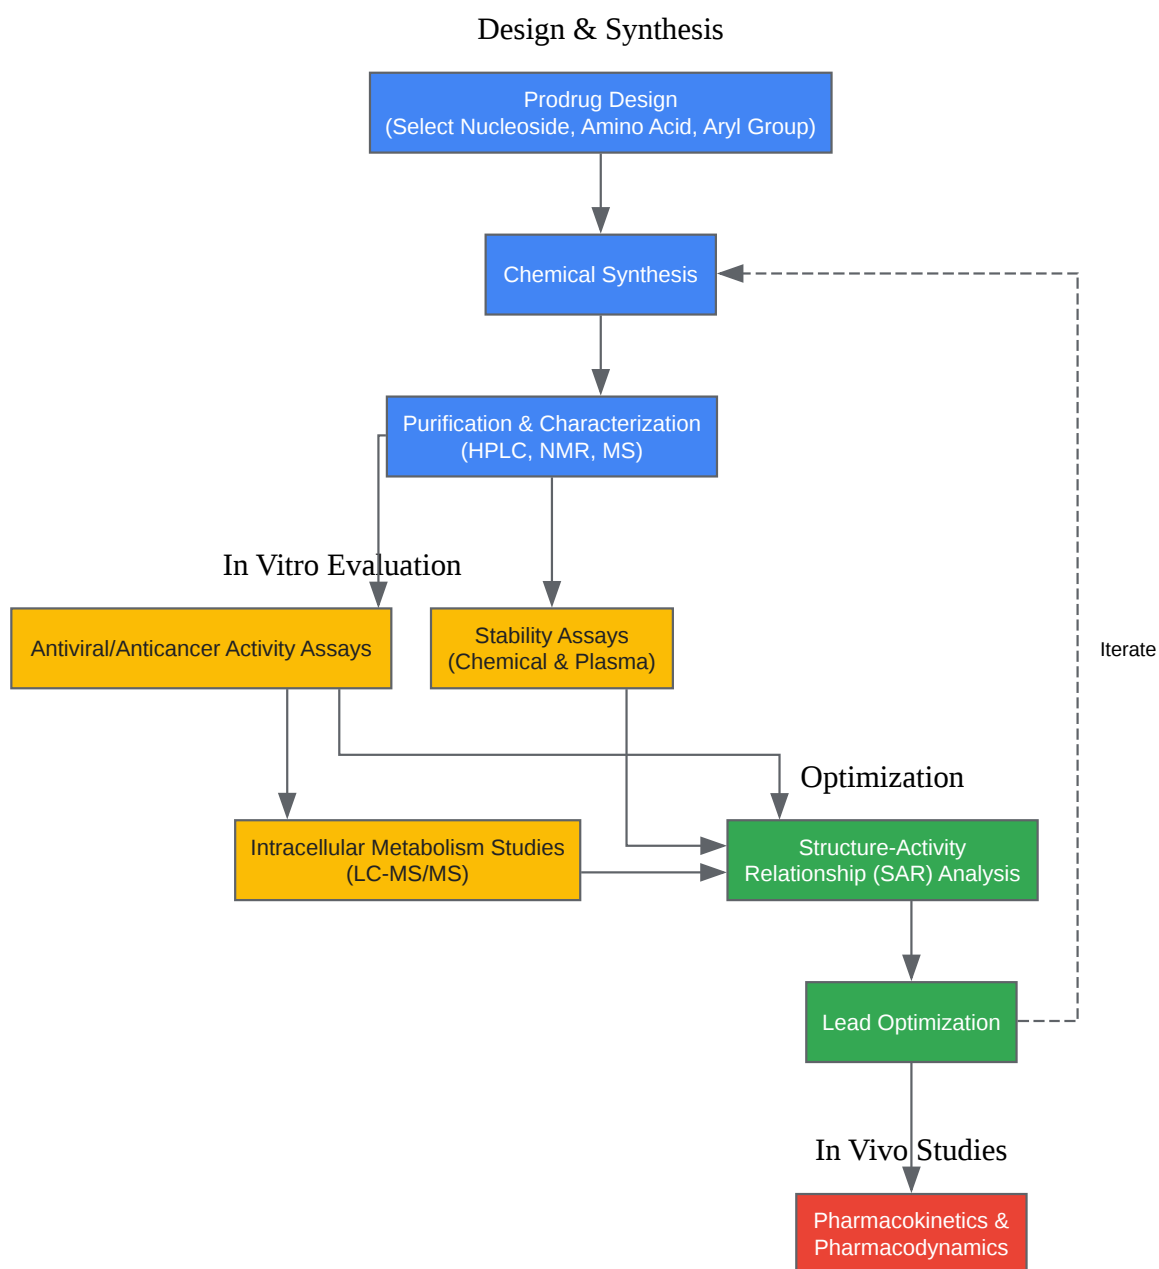 Design & Synthesis
Prodrug Design
(Select Nucleoside, Amino Acid, Aryl Group)
Chemical Synthesis
Purification & Characterization
(HPLC, NMR, MS)
In Vitro Evaluation
Antiviral/Anticancer Activity Assays
Stability Assays
(Chemical & Plasma)
Iterate
Optimization
Intracellular Metabolism Studies
(LC-MS/MS)
Structure-Activity
Relationship (SAR) Analysis
Lead Optimization
In Vivo Studies
Pharmacokinetics &
Pharmacodynamics